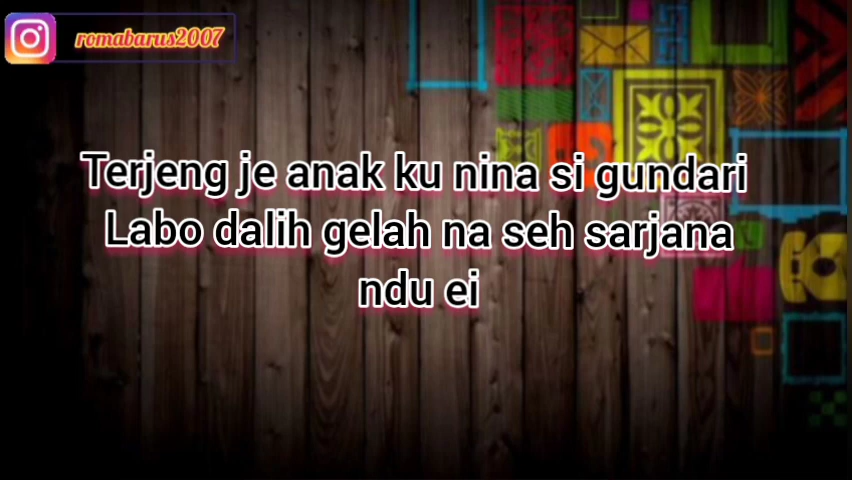 romabarus2007
Terjeng je anak ku nina si gundari
Labo dalih gelah na seh sarjana
ndu ei